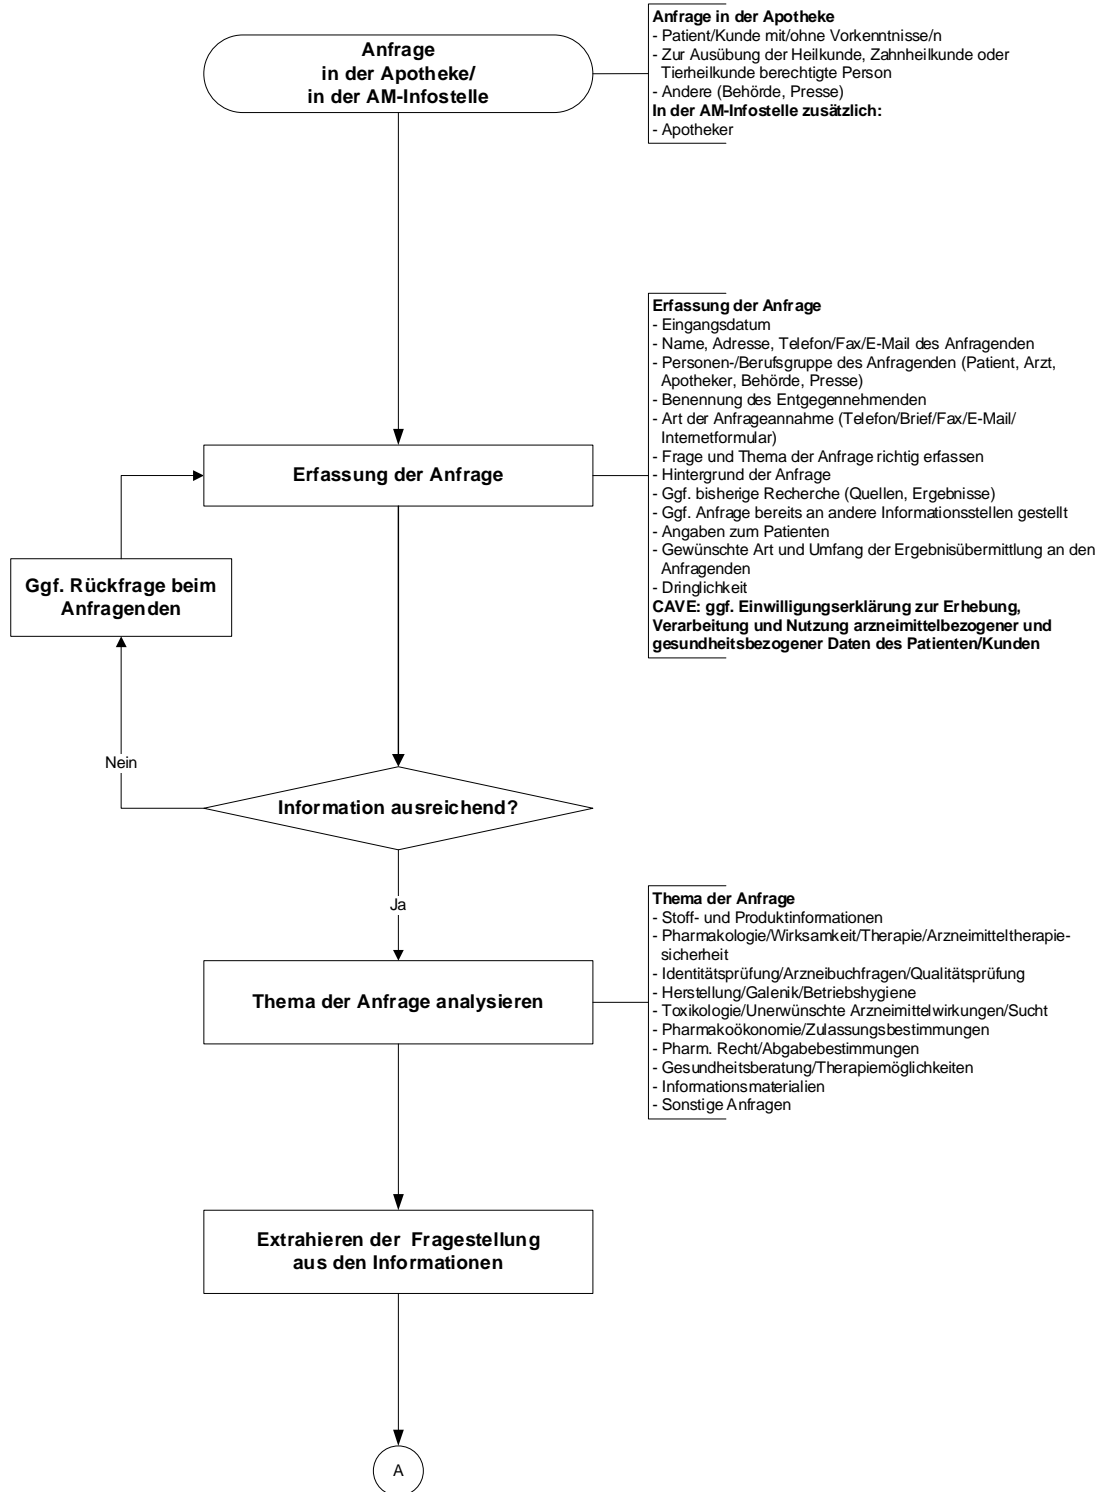 Anfrage
in der Apotheke/
in der AM-Infostelle
Anfrage in der Apotheke
- Patient/Kunde mit/ohne Vorkenntnisse/n
- Zur Ausübung der Heilkunde, Zahnheilkunde oder
Tierheilkunde berechtigte Person
- Andere (Behörde, Presse)
In der AM-Infostelle zusätzlich:
- Apotheker
Erfassung der Anfrage
Erfassung der Anfrage
- Eingangsdatum
- Name, Adresse, Telefon/Fax/E-Mail des Anfragenden
- Personen-/Berufsgruppe des Anfragenden (Patient, Arzt,
Apotheker, Behörde, Presse)
- Benennung des Entgegennehmenden
- Art der Anfrageannahme (Telefon/Brief/Fax/E-Mail/
Internetformular)
- Frage und Thema der Anfrage richtig erfassen
- Hintergrund der Anfrage
- Ggf. bisherige Recherche (Quellen, Ergebnisse)
- Ggf. Anfrage bereits an andere Informationsstellen gestellt
- Angaben zum Patienten
- Gewünschte Art und Umfang der Ergebnisübermittlung an den
Anfragenden
- Dringlichkeit
CAVE: ggf. Einwilligungserklärung zur Erhebung,
Verarbeitung und Nutzung arzneimittelbezogener und
gesundheitsbezogener Daten des Patienten/Kunden
Ggf. Rückfrage beim
Anfragenden
Nein
Information ausreichend?
Ja
Thema der Anfrage analysieren
Thema der Anfrage
- Stoff- und Produktinformationen
- Pharmakologie/Wirksamkeit/Therapie/Arzneimitteltherapie-
sicherheit
- Identitätsprüfung/Arzneibuchfragen/Qualitätsprüfung
- Herstellung/Galenik/Betriebshygiene
- Toxikologie/Unerwünschte Arzneimittelwirkungen/Sucht
- Pharmakoökonomie/Zulassungsbestimmungen
- Pharm. Recht/Abgabebestimmungen
- Gesundheitsberatung/Therapiemöglichkeiten
- Informationsmaterialien
- Sonstige Anfragen
Extrahieren der Fragestellung
aus den Informationen
A